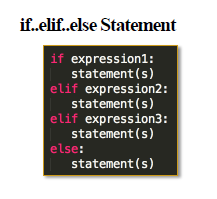 if..elif..else Statement
if expression1:
    statement(s)
elif expression2:
    statement(s)
elif expression3:
    statement(s)
else:
    statement(s)